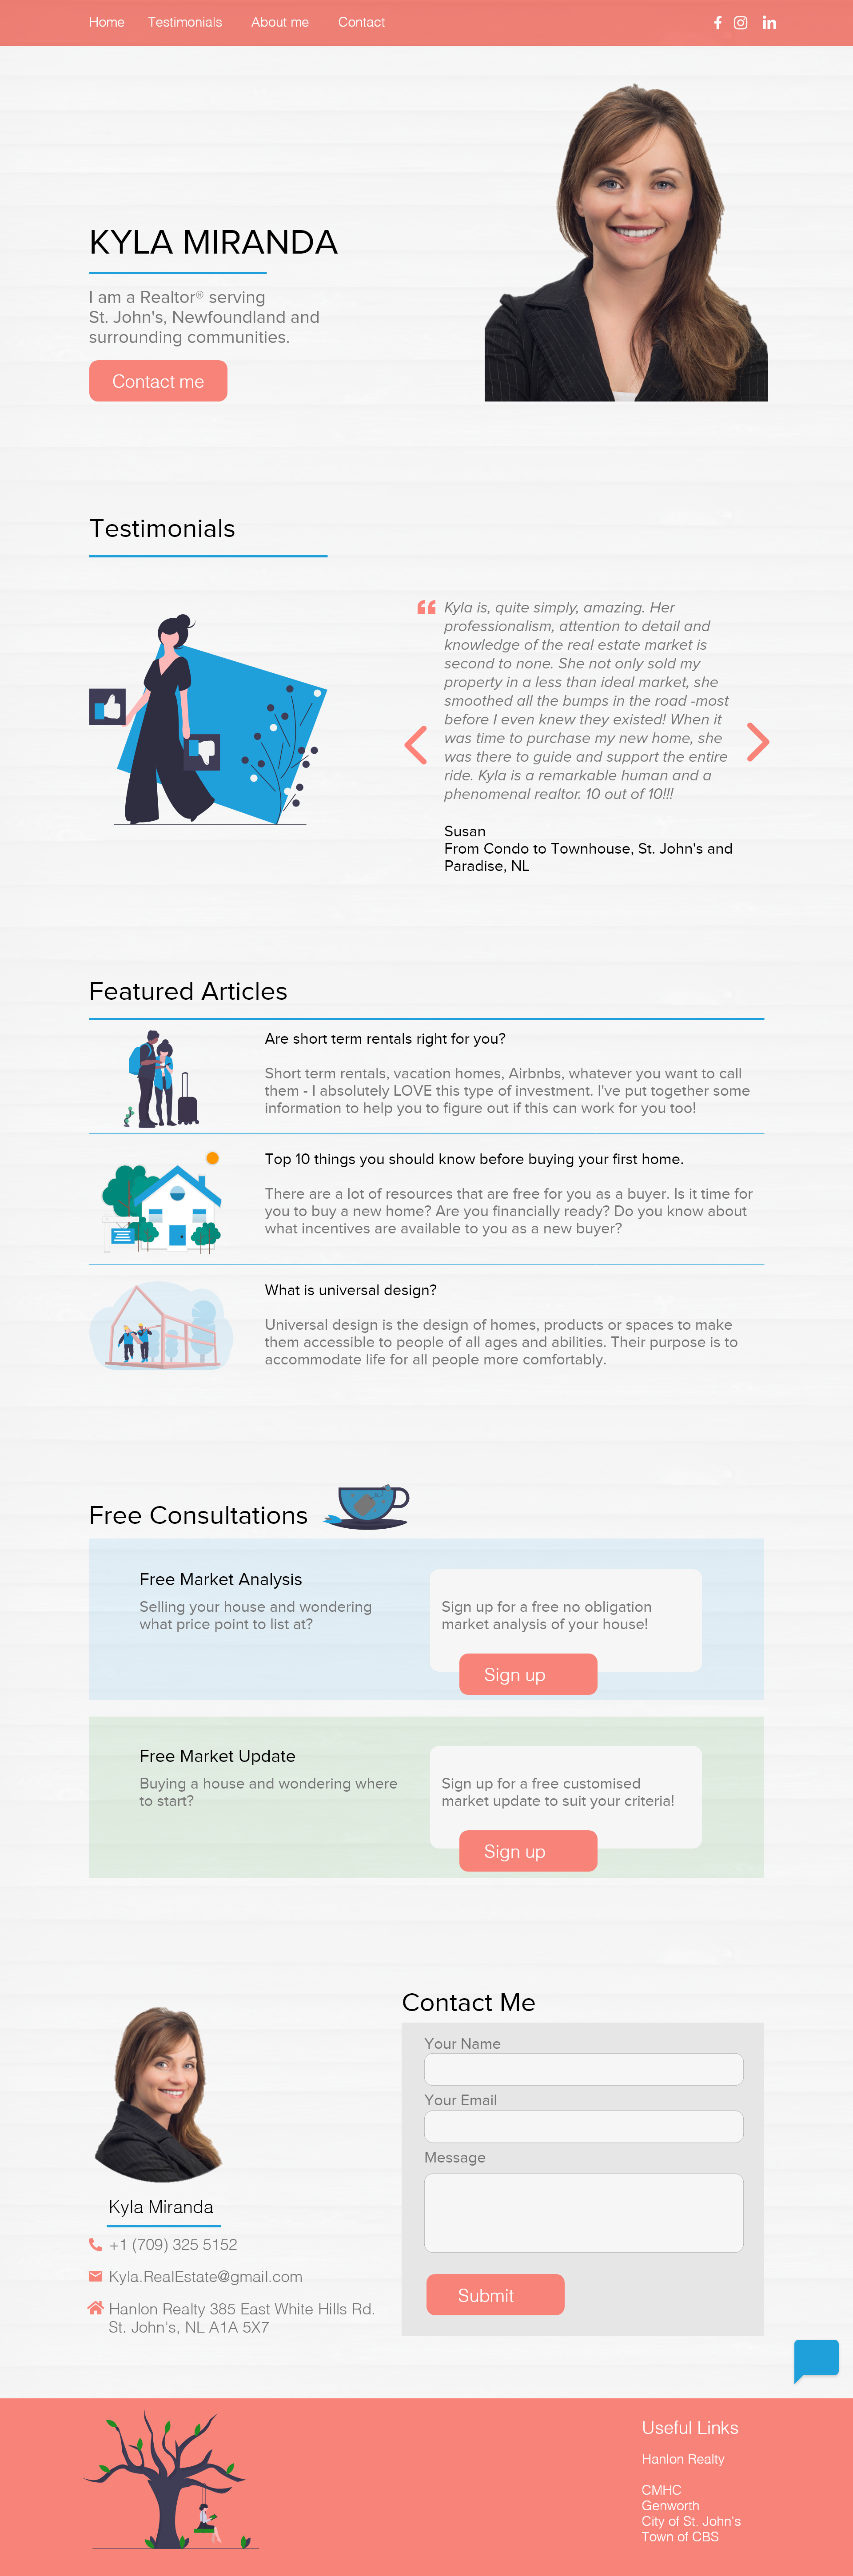 Home Testimonials About me Contact
KYLA MIRANDA
I am a Realtor® serving
St. John's, Newfoundland and
surrounding communities.
Contact me
Testimonials
Kyla is, quite simply, amazing. Her
professionalism, attention to detail and
knowledge of the real estate market is
second to none. She not only sold my
property in a less than ideal market, she
smoothed all the bumps in the road -most
before I even knew they existed! When it
was time to purchase my new home, she
was there to guide and support the entire
ride. Kyla is a remarkable human and a
phenomenal realtor. 10 out of 10!!!
Susan
From Condo to Townhouse, St. John's and
Paradise, NL
Featured Articles
Are short term rentals right for you?
Short term rentals, vacation homes, Airbnbs, whatever you want to call
them - I absolutely LOVE this type of investment. I've put together some
information to help you to figure out if this can work for you too!
Top 10 things you should know before buying your first home.
There are a lot of resources that are free for you as a buyer. Is it time for
you to buy a new home? Are you financially ready? Do you know about
what incentives are available to you as a new buyer?
What is universal design?
Universal design is the design of homes, products or spaces to make
them accessible to people of all ages and abilities. Their purpose is to
accommodate life for all people more comfortably.
Free Consultations
Free Market Analysis
Selling your house and wondering
what price point to list at?
Sign up for a free no obligation
market analysis of your house!
Sign up
Free Market Update
Buying a house and wondering where
to start?
Sign up for a free customised
market update to suit your criteria!
Sign up
Kyla Miranda
+1 (709) 325 5152
Kyla.RealEstate@gmail.com
Hanlon Realty 385 East White Hills Rd.
St. John's, NL A1A 5X7
Contact Me
Your Name
Your Email
Message
Submit
Useful Links
Hanlon Realty
CMHC
Genworth
City of St. John's
Town of CBS